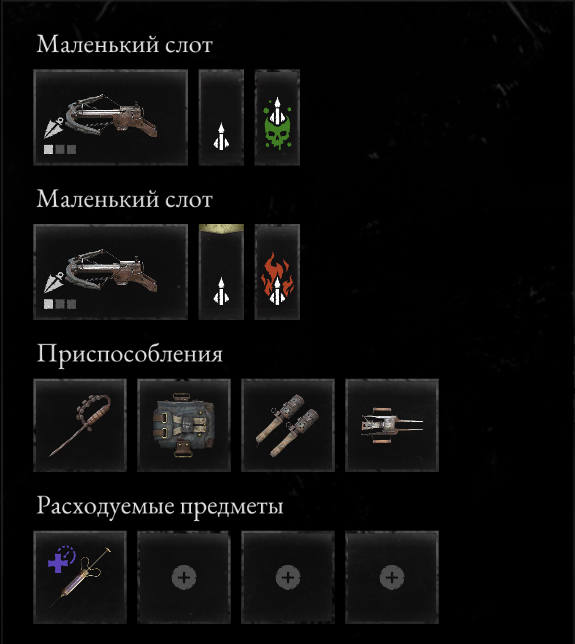 Маленький слот
Маленький слот
Приспособления
Расходуемые предметы